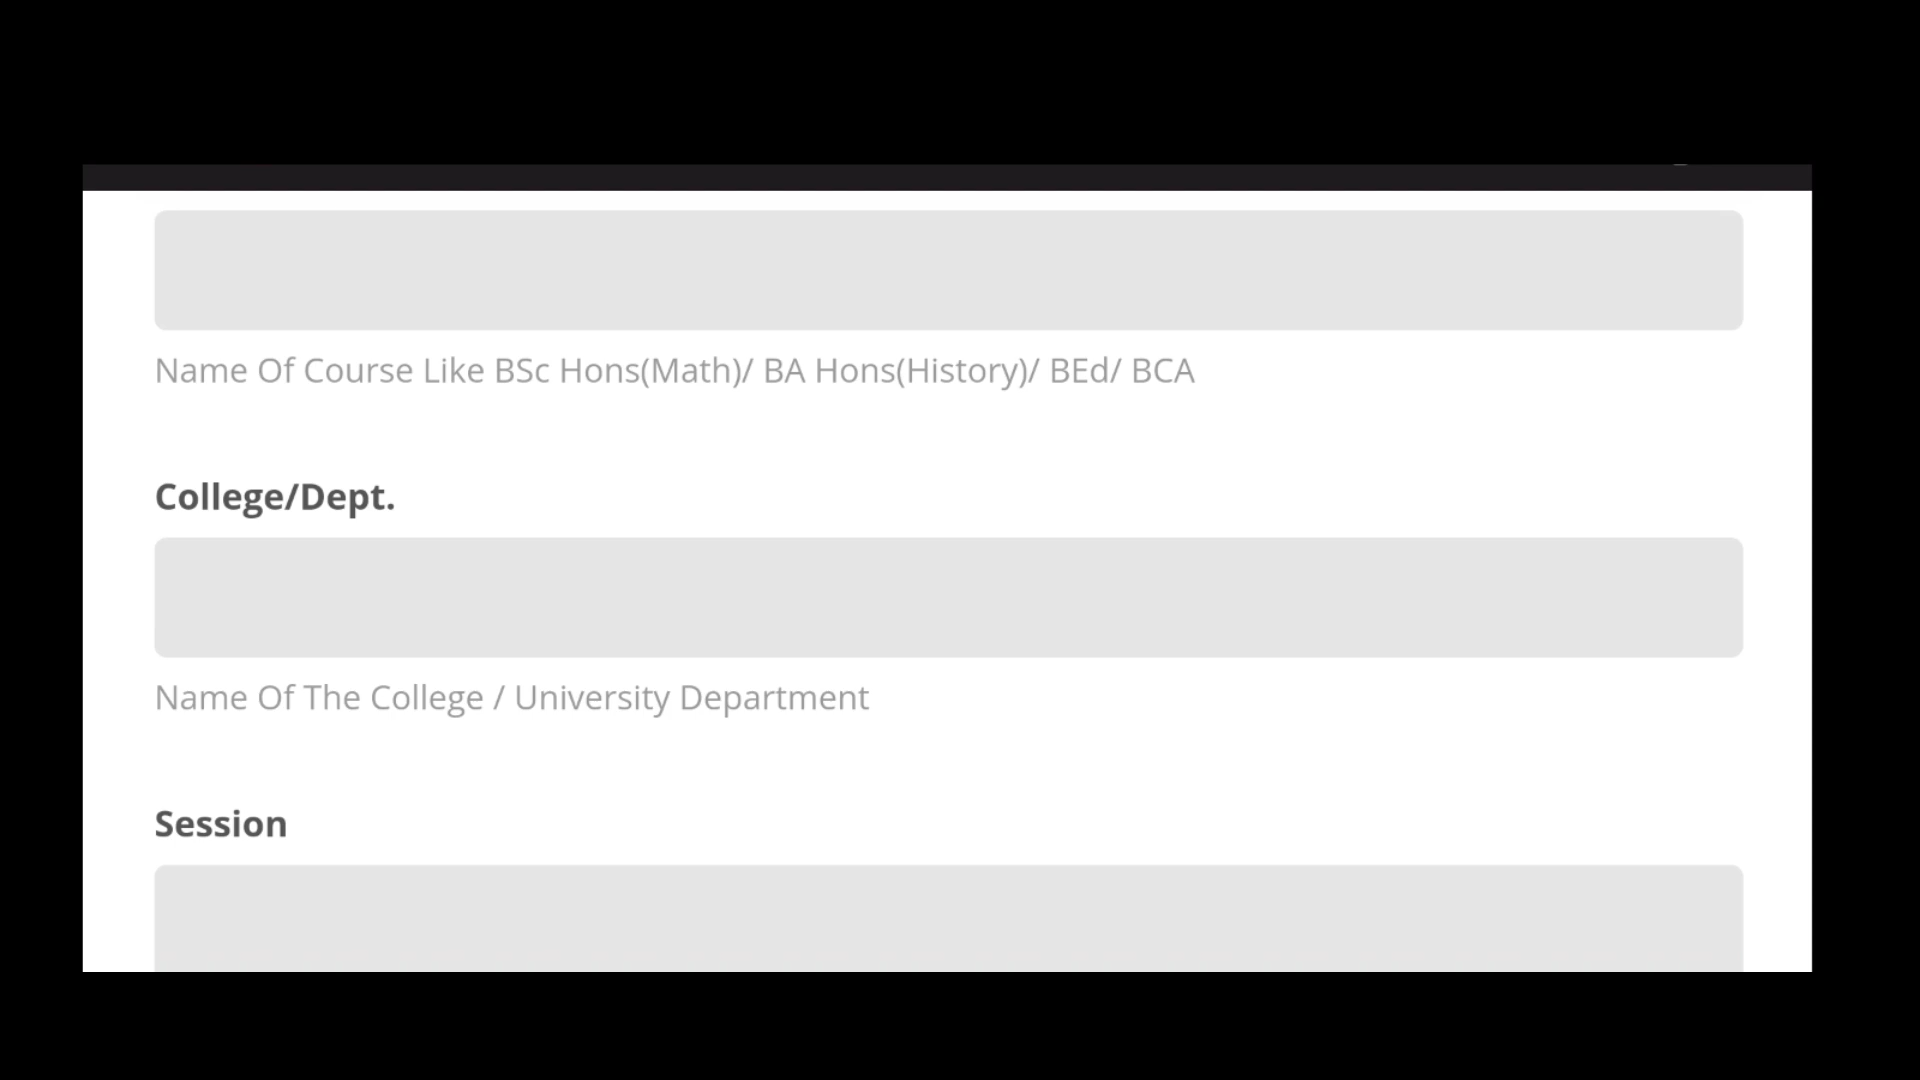 Name Of Course Like BSc Hons(Math)/ BA Hons(History)/ BEd/ BCA
College/Dept.
Name Of The College / University Department
Session